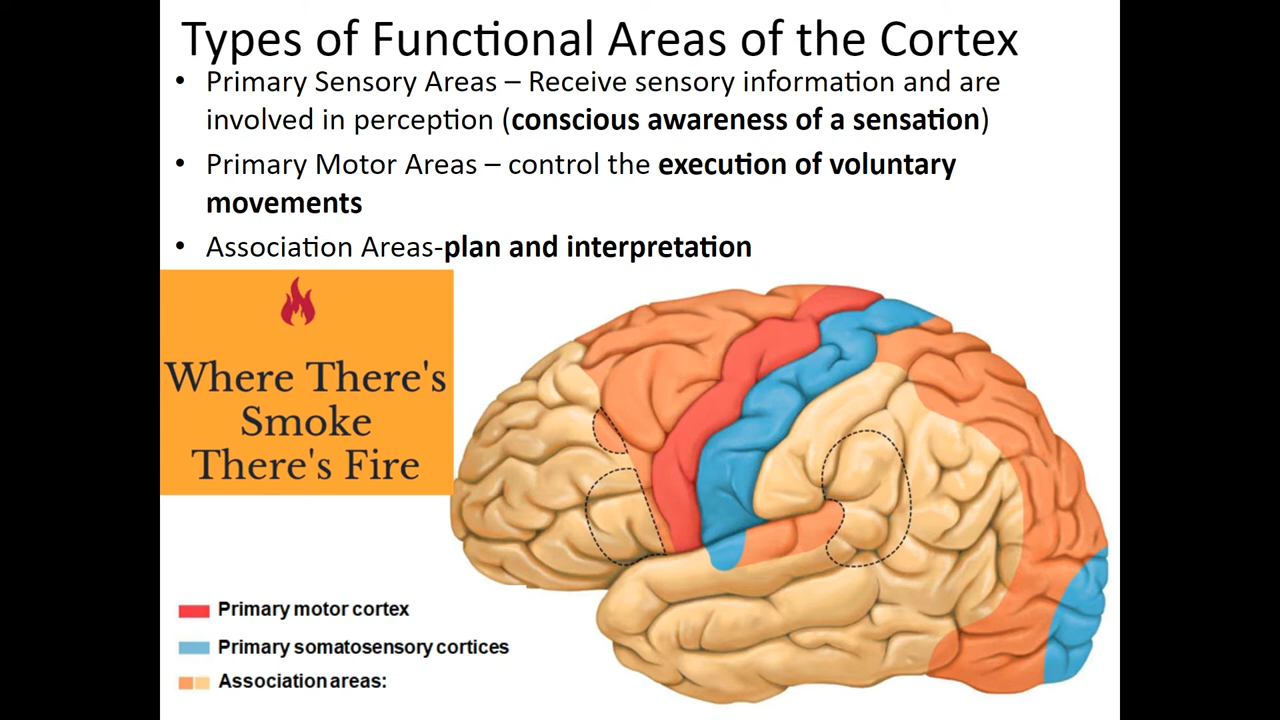 Types of Functional Areas of the Cortex
• Primary Sensory Areas – Receive sensory information and are
involved in perception (conscious awareness of a sensation)
• Primary Motor Areas – control the execution of voluntary
movements
• Association Areas-plan and interpretation
Where There's
Smoke
There's Fire
Primary motor cortex
Primary somatosensory cortices
Association areas: